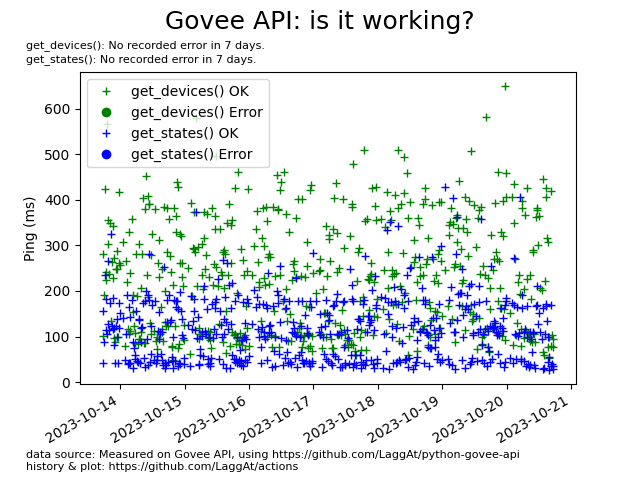 Govee API: is it working?
get_devices(): No recorded error in 7 days.
get_states(): No recorded error in 7 days.
get_devices() OK
get_devices() Error
get_states() OK
get_states() Error
Ping (ms)
600
500
400
300
200
100
0
2023-10-14
2023-10-15
2023-10-16
2023-10-17
2023-10-18
2023-10-19
2023-10-20
2023-10-21
data source: Measured on Govee API, using https://github.com/LaggAt/python-govee-api
history & plot: https://github.com/LaggAt/actions